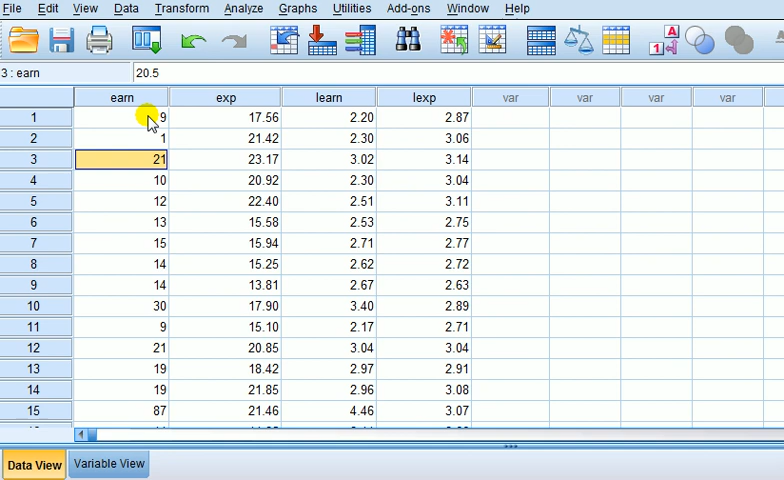 File Edit View Data Transform Analyze Graphs Utilities Add-ons Window Help
3 : earn 20.5
earn exp learn lexp var var var var
1 9 17.56 2.20 2.87
2 1 21.42 2.30 3.06
3 21 23.17 3.02 3.14
4 10 20.92 2.30 3.04
5 12 22.40 2.51 3.11
6 13 15.58 2.53 2.75
7 15 15.94 2.71 2.77
8 14 15.25 2.62 2.72
9 14 13.81 2.67 2.63
10 30 17.90 3.40 2.89
11 9 15.10 2.17 2.71
12 21 20.85 3.04 3.04
13 19 18.42 2.97 2.91
14 19 21.85 2.96 3.08
15 87 21.46 4.46 3.07
Data View Variable View